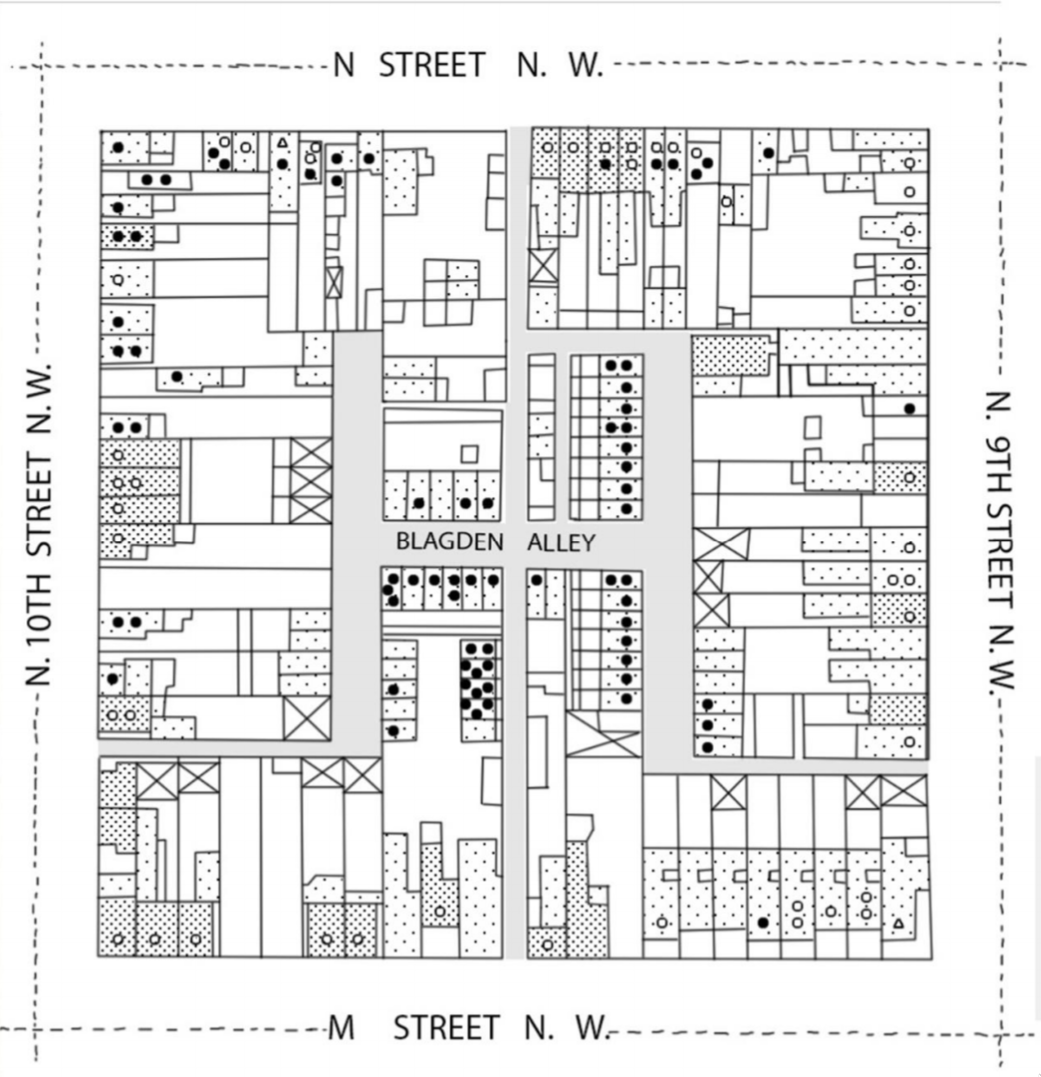 N STREET N. W.
N. 10TH STREET N. W.
N. 9TH STREET N. W.
BLAGDEN ALLEY
M STREET N. W.